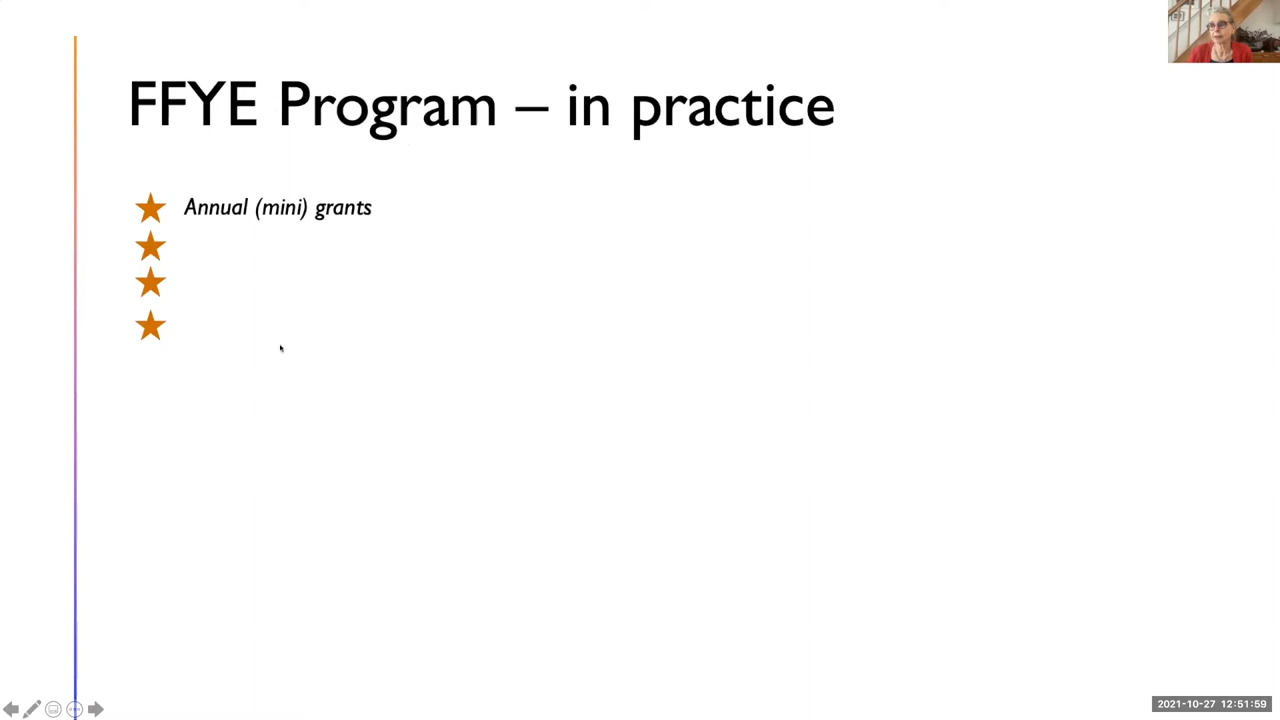 FFYE Program – in practice
Annual (mini) grants
2021-10-27 12:51:59